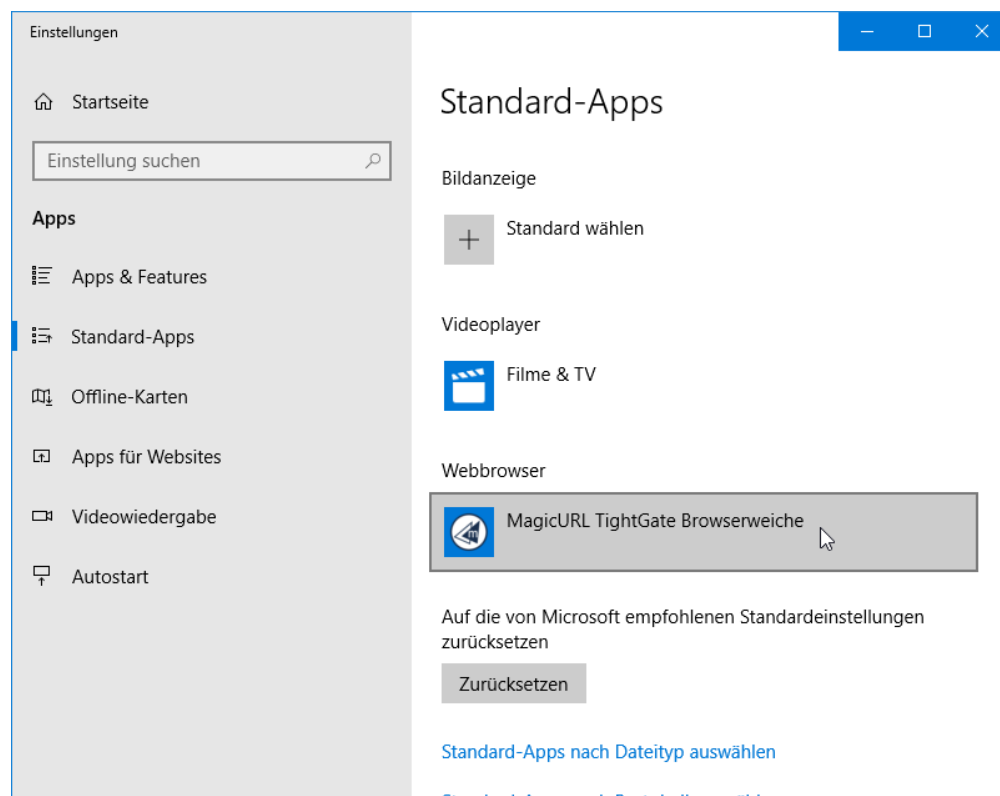 Einstellungen
Startseite
Einstellung suchen
Apps
Apps & Features
Standard-Apps
Offline-Karten
Apps für Websites
Videowiedergabe
Autostart
Standard-Apps
Bildanzeige
Standard wählen
Videoplayer
Filme & TV
Webbrowser
m
MagicURL TightGate Browserweiche
Auf die von Microsoft empfohlenen Standardeinstellungen
zurücksetzen
Zurücksetzen
Standard-Apps nach Dateityp auswählen